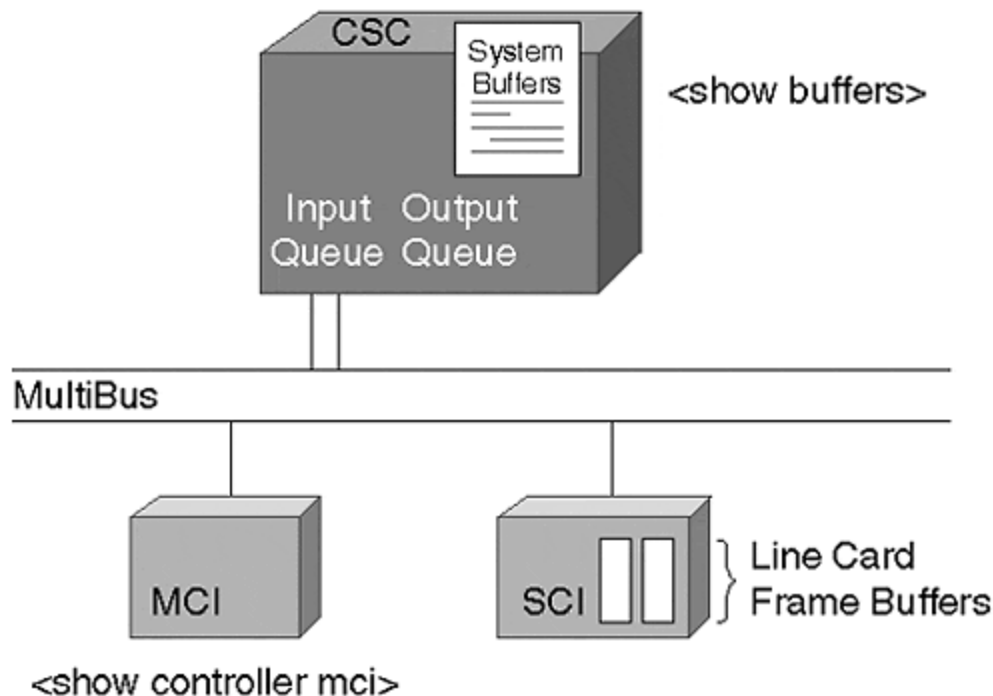 CSC
System
Buffers
<show buffers>
Input Output
Queue Queue
MultiBus
MCI
SCI
Line Card
Frame Buffers
<show controller mci>